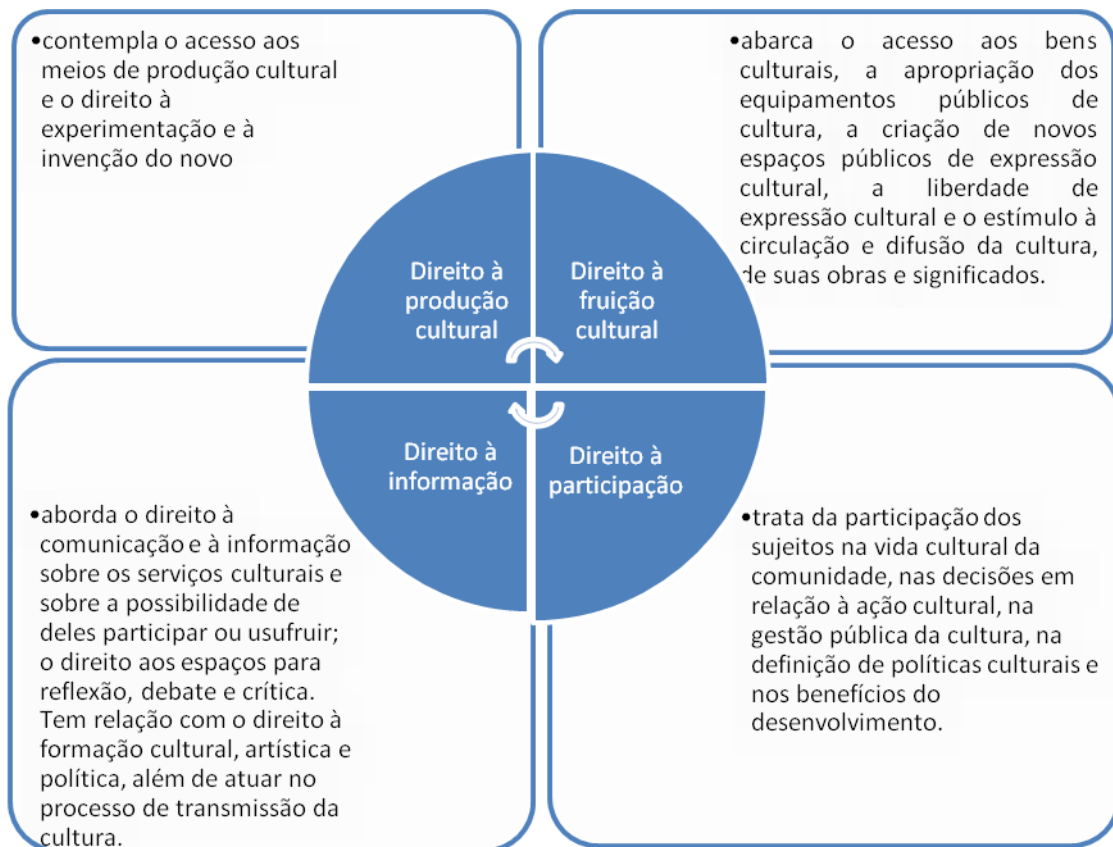 •contempla o acesso aos
meios de produção cultural
e o direito à
experimentação e à
invenção do novo
•abarca o acesso aos bens
culturais, a apropriação dos
equipamentos públicos de
cultura, a criação de novos
espaços públicos de expressão
cultural, a liberdade de
expressão cultural e o estímulo à
circulação e difusão da cultura,
de suas obras e significados.
Direito à
produção
cultural
Direito à
fruição
cultural
Direito à
informação
Direito à
participação
•aborda o direito à
comunicação e à informação
sobre os serviços culturais e
sobre a possibilidade de
deles participar ou usufruir;
o direito aos espaços para
reflexão, debate e crítica.
Tem relação com o direito à
formação cultural, artística e
política, além de atuar no
processo de transmissão da
cultura.
•trata da participação dos
sujeitos na vida cultural da
comunidade, nas decisões em
relação à ação cultural, na
gestão pública da cultura, na
definição de políticas culturais e
nos benefícios do
desenvolvimento.